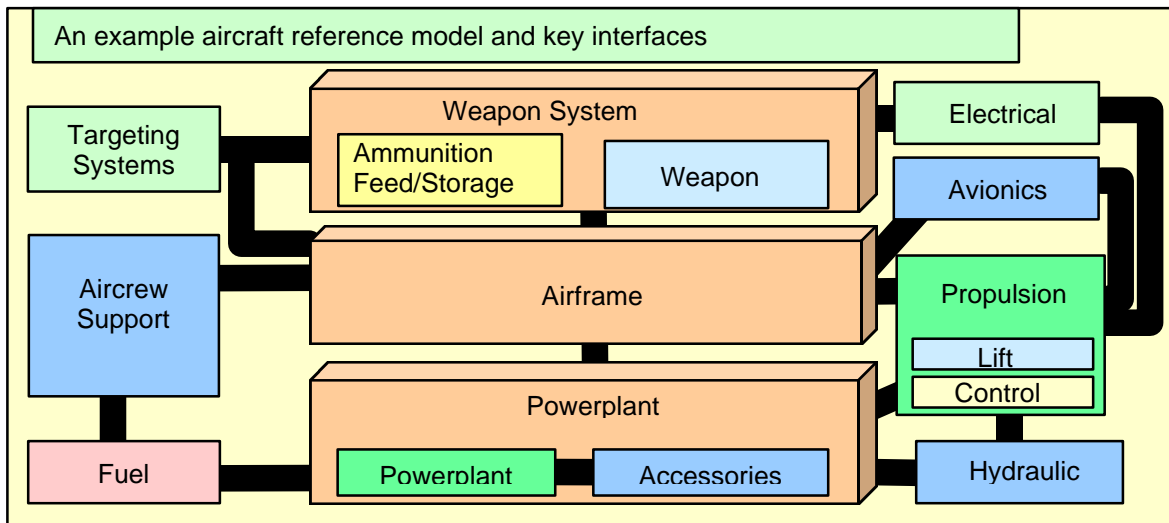 An example aircraft reference model and key interfaces
Weapon System
Electrical
Targeting
Systems
Ammunition
Feed/Storage
Weapon
Avionics
Aircrew
Support
Airframe
Propulsion
Lift
Control
Powerplant
Fuel
Powerplant
Accessories
Hydraulic